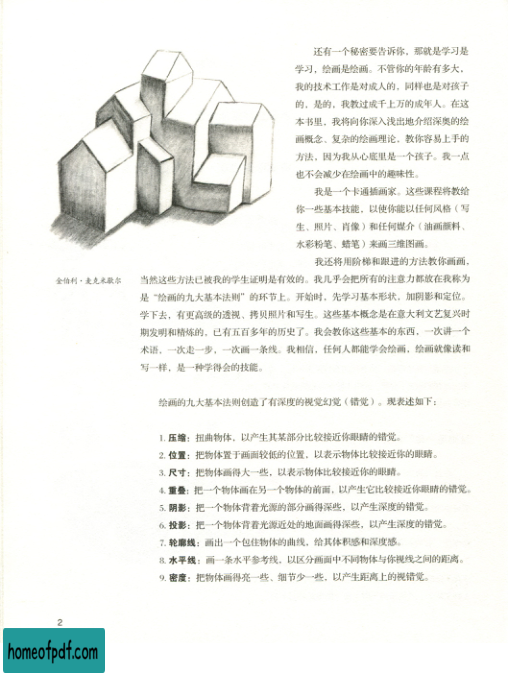 还有一个秘密要告诉你，那就是学习是
学习，绘画是绘画。不管你的年龄有多大，
我的技术工作是对成人的，同样也是对孩子
的，是的，我教过成千上万的成年人。在这
本书里，我将向你深入浅出地介绍深奥的绘
画概念、复杂的绘画理论，教你容易上手的
方法，因为我从心底里是一个孩子。我一点
也不会减少在绘画中的趣味性。
我是一个卡通插画家。这些课程将教给
你一些基本技能，以使你能以任何风格（写
生、照片、肖像）和任何媒介（油画颜料、
水彩粉笔、蜡笔）来画三维图画。
我还将用阶梯和跟进的方法教你画画，
金伯利·麦克米歇尔
当然这些方法已被我的学生证明是有效的。我几乎会把所有的注意力都放在我称为
是“绘画的九大基本法则”的环节上。开始时，先学习基本形状，加阴影和定位。
学下去，有更高级的透视、拷贝照片和写生。这些基本概念是在意大利文艺复兴时
期发明和精炼的，已有五百多年的历史了。我会教你这些基本的东西，一次讲一个
术语，一次走一步，一次画一条线。我相信，任何人都能学会绘画，绘画就像读和
写一样，是一种学得会的技能。
绘画的九大基本法则创造了有深度的视觉幻觉（错觉）。现表述如下：
1. 压缩：扭曲物体，以产生其某部分比较接近你眼睛的错觉。
2. 位置：把物体置于画面较低的位置，以表示物体比较接近你的眼睛。
3. 尺寸：把物体画得大一些，以表示物体比较接近你的眼睛。
4. 重叠：把一个物体画在另一个物体的前面，以产生它比较接近你眼睛的错觉。
5. 阴影：把一个物体背着光源的部分画得深些，以产生深度的错觉。
6. 投影：把一个物体背着光源近处的地面画得深些，以产生深度的错觉。
7. 轮廓线：画出一个包住物体的曲线，给其体积感和深度感。
8. 水平线：画一条水平参考线，以区分画面中不同物体与你视线之间的距离。
9. 密度：把物体画得亮一些、细节少一些，以产生距离上的视错觉。
2
homeofpdf.com